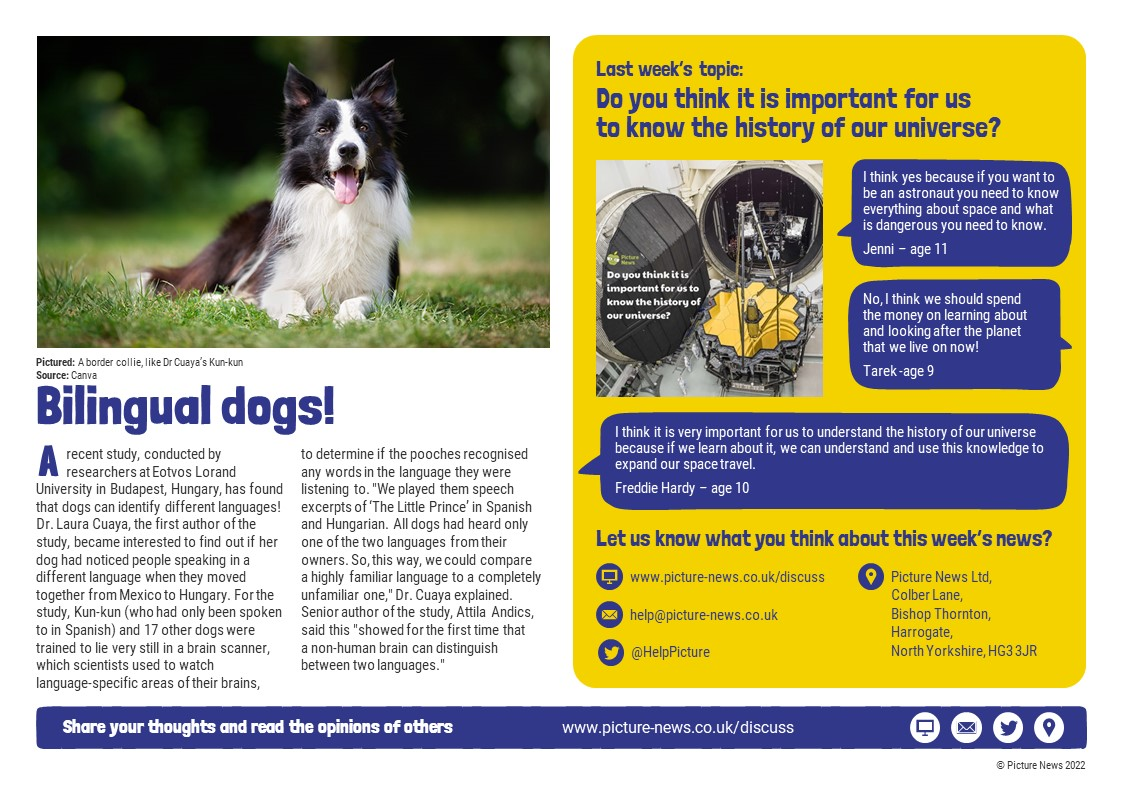 Pictured: A border collie, like Dr Cuaya's Kun-kun
Source: Canva
Bilingual dogs!
A recent study, conducted by
researchers at Eotvos Lorand
University in Budapest, Hungary, has found
that dogs can identify different languages!
Dr. Laura Cuaya, the first author of the
study, became interested to find out if her
dog had noticed people speaking in a
different language when they moved
together from Mexico to Hungary. For the
study, Kun-kun (who had only been spoken
to in Spanish) and 17 other dogs were
trained to lie very still in a brain scanner,
which scientists used to watch
language-specific areas of their brains,
to determine if the pooches recognised
any words in the language they were
listening to. "We played them speech
excerpts of 'The Little Prince' in Spanish
and Hungarian. All dogs had heard only
one of the two languages from their
owners. So, this way, we could compare
a highly familiar language to a completely
unfamiliar one," Dr. Cuaya explained.
Senior author of the study, Attila Andics,
said this "showed for the first time that
a non-human brain can distinguish
between two languages."
Last week's topic:
Do you think it is important for us
to know the history of our universe?
Picture
News
Do you think it is
important for us to
know the history of
our universe?
I think yes because if you want to
be an astronaut you need to know
everything about space and what
is dangerous you need to know.
Jenni – age 11
No, I think we should spend
the money on learning about
and looking after the planet
that we live on now!
Tarek - age 9
I think it is very important for us to understand the history of our universe
because if we learn about it, we can understand and use this knowledge to
expand our space travel.
Freddie Hardy – age 10
Let us know what you think about this week's news?
www.picture-news.co.uk/discuss
help@picture-news.co.uk
@HelpPicture
Picture News Ltd,
Colber Lane,
Bishop Thornton,
Harrogate,
North Yorkshire, HG3 3JR
Share your thoughts and read the opinions of others
www.picture-news.co.uk/discuss
© Picture News 2022